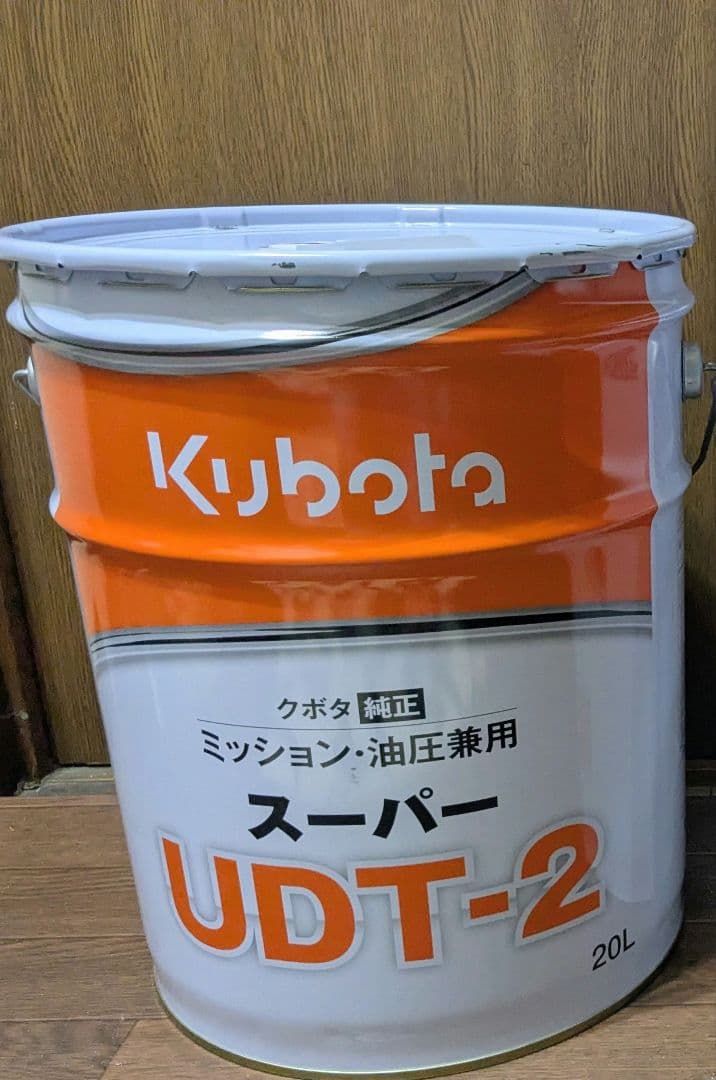 Kubota
クボタ 純正
ミッション・油圧兼用
スーパー
UDT-2
20L